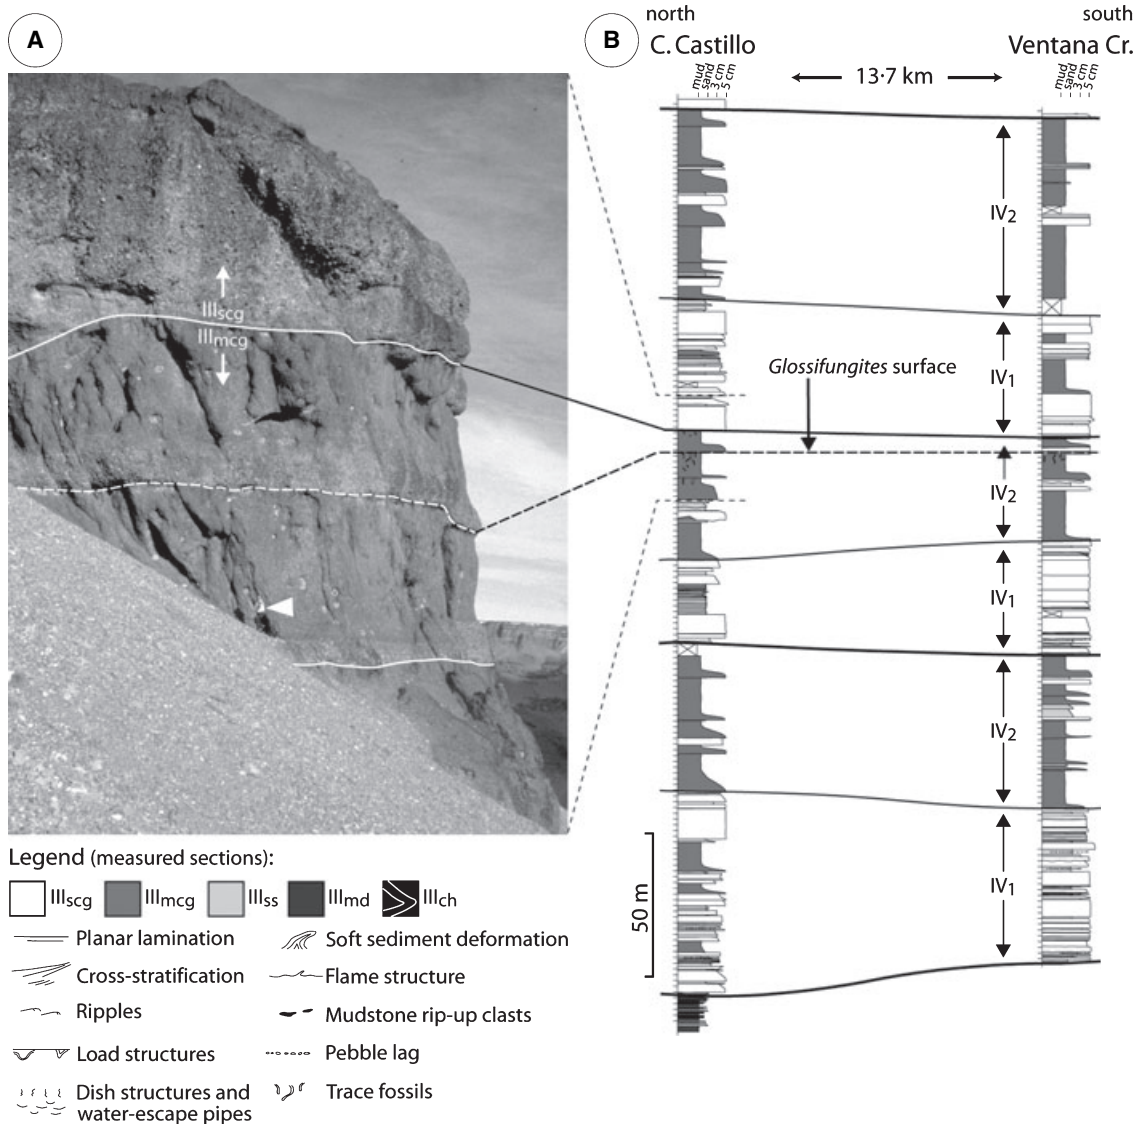 A
B
north
south
C. Castillo
Ventana Cr.
mud
sand
3 cm
5 cm
13·7 km
mud
sand
3 cm
5 cm
IV2
IIIscg
IIImcg
Glossifungites surface
IV1
IV2
IV1
IV2
IV1
50 m
Legend (measured sections):
IIIscg
IIImcg
IIIss
IIImd
IIIch
Planar lamination
Soft sediment deformation
Cross-stratification
Flame structure
Ripples
Mudstone rip-up clasts
Load structures
Pebble lag
Dish structures and
water-escape pipes
Trace fossils